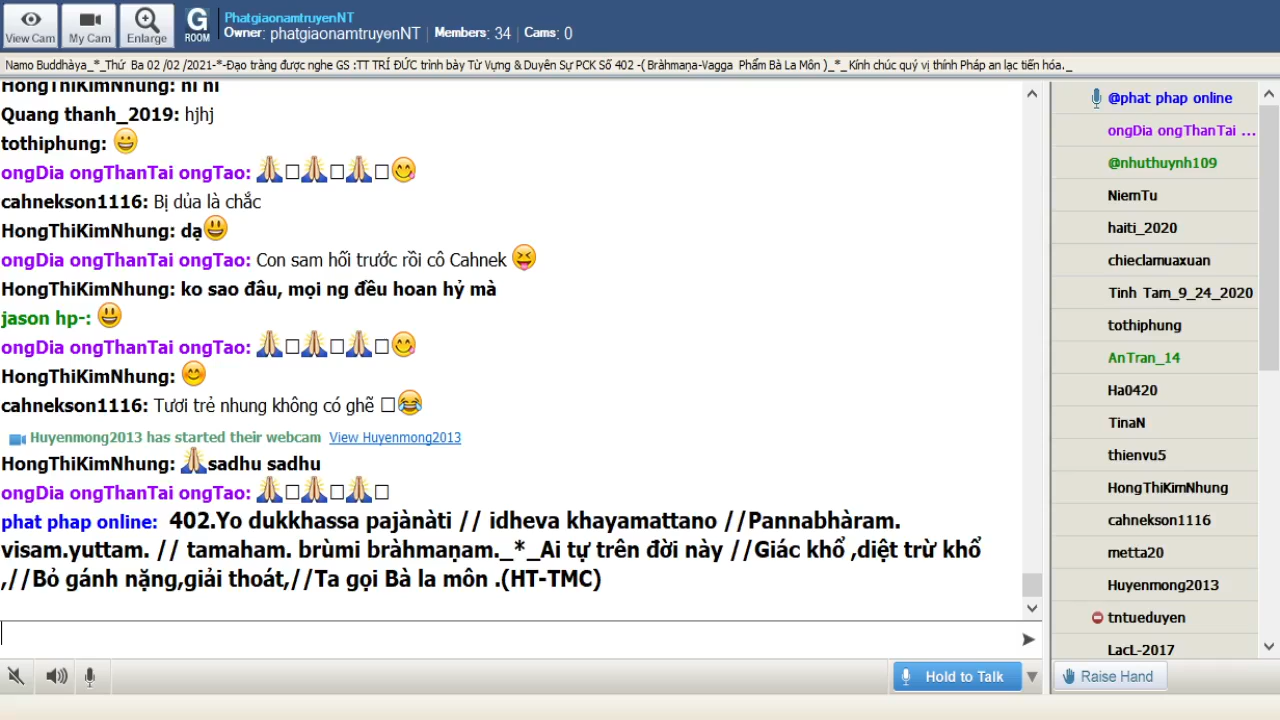 View Cam
My Cam
Enlarge
G
ROOM
PhatgiaonamtruyenNT
Owner: phatgiaonamtruyenNT | Members: 34 | Cams: 0
Namo Buddhàya_*_Thứ Ba 02 /02 /2021-*-Đạo tràng được nghe GS :TT TRÍ ĐỨC trình bày Từ Vựng & Duyên Sự PCK Số 402 -( Bràhmaṇa-Vagga Phẩm Bà La Môn )_*_ Kính chúc quý vị thính Pháp an lạc tiến hóa._
HongThiKimNhung: hi hi
Quang thanh_2019: hjhj
tothiphung: 😀
ongDia ongThanTai ongTao: 🙏□🙏□🙏□😋
cahnekson1116: Bị dủa là chắc
HongThiKimNhung: dạ😃
ongDia ongThanTai ongTao: Con sam hối trước rồi cô Cahnek 😝
HongThiKimNhung: ko sao đâu, mọi ng đều hoan hỷ mà
jason hp-: 😃
ongDia ongThanTai ongTao: 🙏□🙏□🙏□😋
HongThiKimNhung: 😊
cahnekson1116: Tươi trẻ nhung không có ghẽ □😂
Huyenmong2013 has started their webcam View Huyenmong2013
HongThiKimNhung: 🙏sadhu sadhu
ongDia ongThanTai ongTao: 🙏□🙏□🙏□
phat phap online: 402.Yo dukkhassa pajànàti // idheva khayamattano //Pannabhàram.
visam.yuttam. // tamaham. brùmi bràhmaṇam._*_Ai tự trên đời này //Giác khổ ,diệt trừ khổ
,//Bỏ gánh nặng,giải thoát,//Ta gọi Bà la môn .(HT-TMC)
Hold to Talk
@phat phap online
ongDia ongThanTai ...
@nhuthuynh109
NiemTu
haiti_2020
chieclamuaxuan
Tinh Tam_9_24_2020
tothiphung
AnTran_14
Ha0420
TinaN
thienvu5
HongThiKimNhung
cahnekson1116
metta20
Huyenmong2013
tntueduyen
LacL-2017
Raise Hand